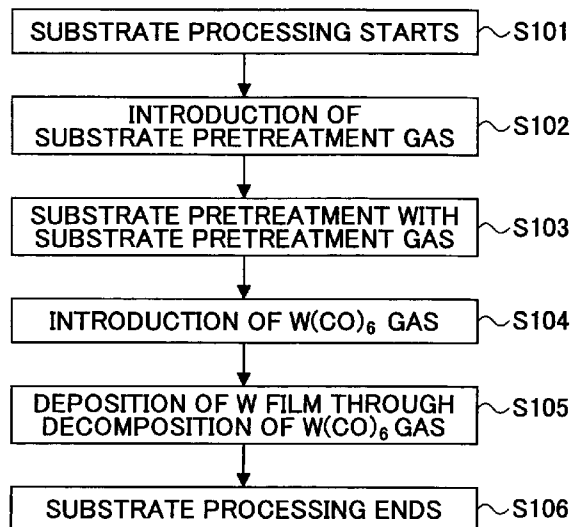 SUBSTRATE PROCESSING STARTS ~S101
INTRODUCTION OF
SUBSTRATE PRETREATMENT GAS ~S102
SUBSTRATE PRETREATMENT WITH
SUBSTRATE PRETREATMENT GAS ~S103
INTRODUCTION OF W(CO)₆ GAS ~S104
DEPOSITION OF W FILM THROUGH
DECOMPOSITION OF W(CO)₆ GAS ~S105
SUBSTRATE PROCESSING ENDS ~S106